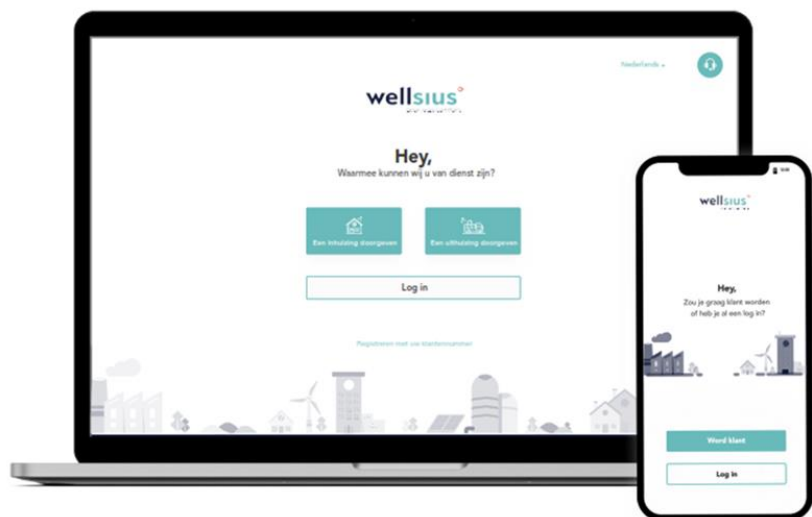 Nederlands
wellsius
Hey,
Waarmee kunnen wij u van dienst zijn?
Een inhuizing doorgeven
Een uithuizing doorgeven
Log in
Registreren met uw klantennummer
wellsius
Hey,
Zou je graag klant worden
of heb je al een log in?
Word klant
Log in